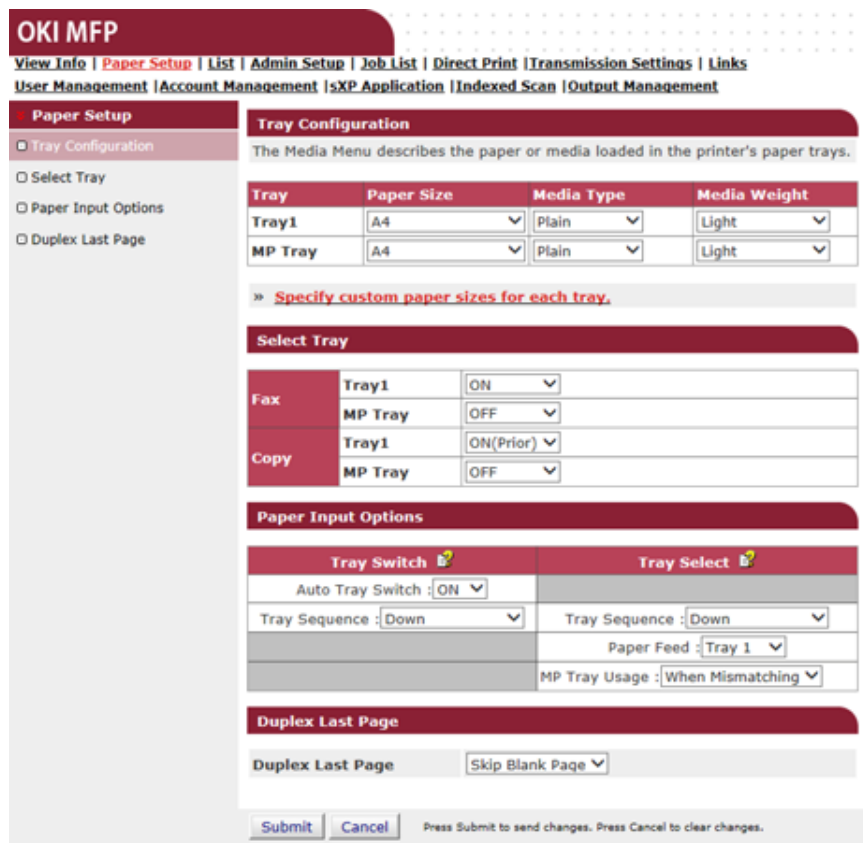 OKI MFP
View Info | Paper Setup | List | Admin Setup | Job List | Direct Print |Transmission Settings | Links
User Management |Account Management |sXP Application |Indexed Scan |Output Management
Paper Setup
Tray Configuration
Select Tray
Paper Input Options
Duplex Last Page
Tray Configuration
The Media Menu describes the paper or media loaded in the printer's paper trays.
Tray Paper Size Media Type Media Weight
Tray1 A4 Plain Light
MP Tray A4 Plain Light
» Specify custom paper sizes for each tray.
Select Tray
Fax
Tray1 ON
MP Tray OFF
Copy
Tray1 ON(Prior)
MP Tray OFF
Paper Input Options
Tray Switch Tray Select
Auto Tray Switch : ON
Tray Sequence : Down Tray Sequence : Down
Paper Feed : Tray 1
MP Tray Usage : When Mismatching
Duplex Last Page
Duplex Last Page Skip Blank Page
Submit Cancel Press Submit to send changes. Press Cancel to clear changes.